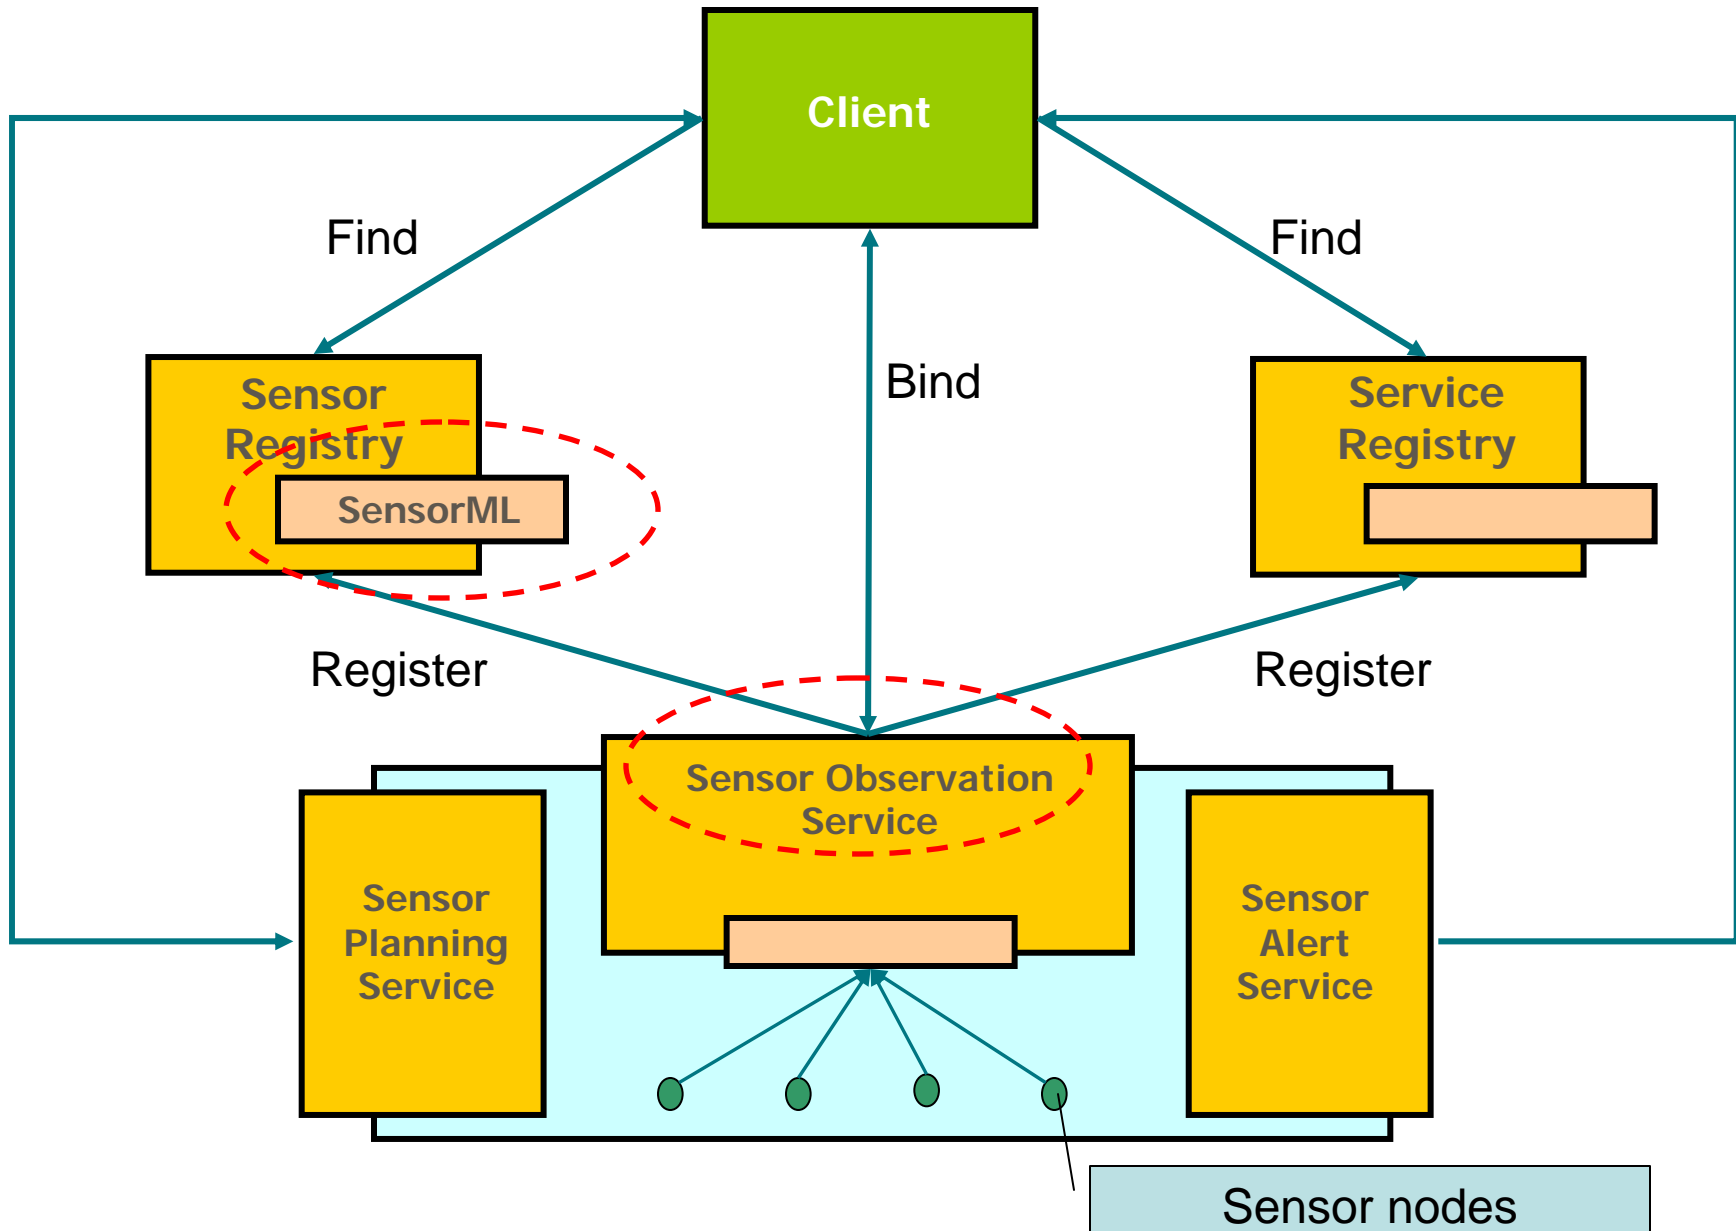 Client
Find
Find
Bind
Sensor
Registry
SensorML
Service
Registry
Register
Register
Sensor Observation
Service
Sensor
Planning
Service
Sensor
Alert
Service
Sensor nodes